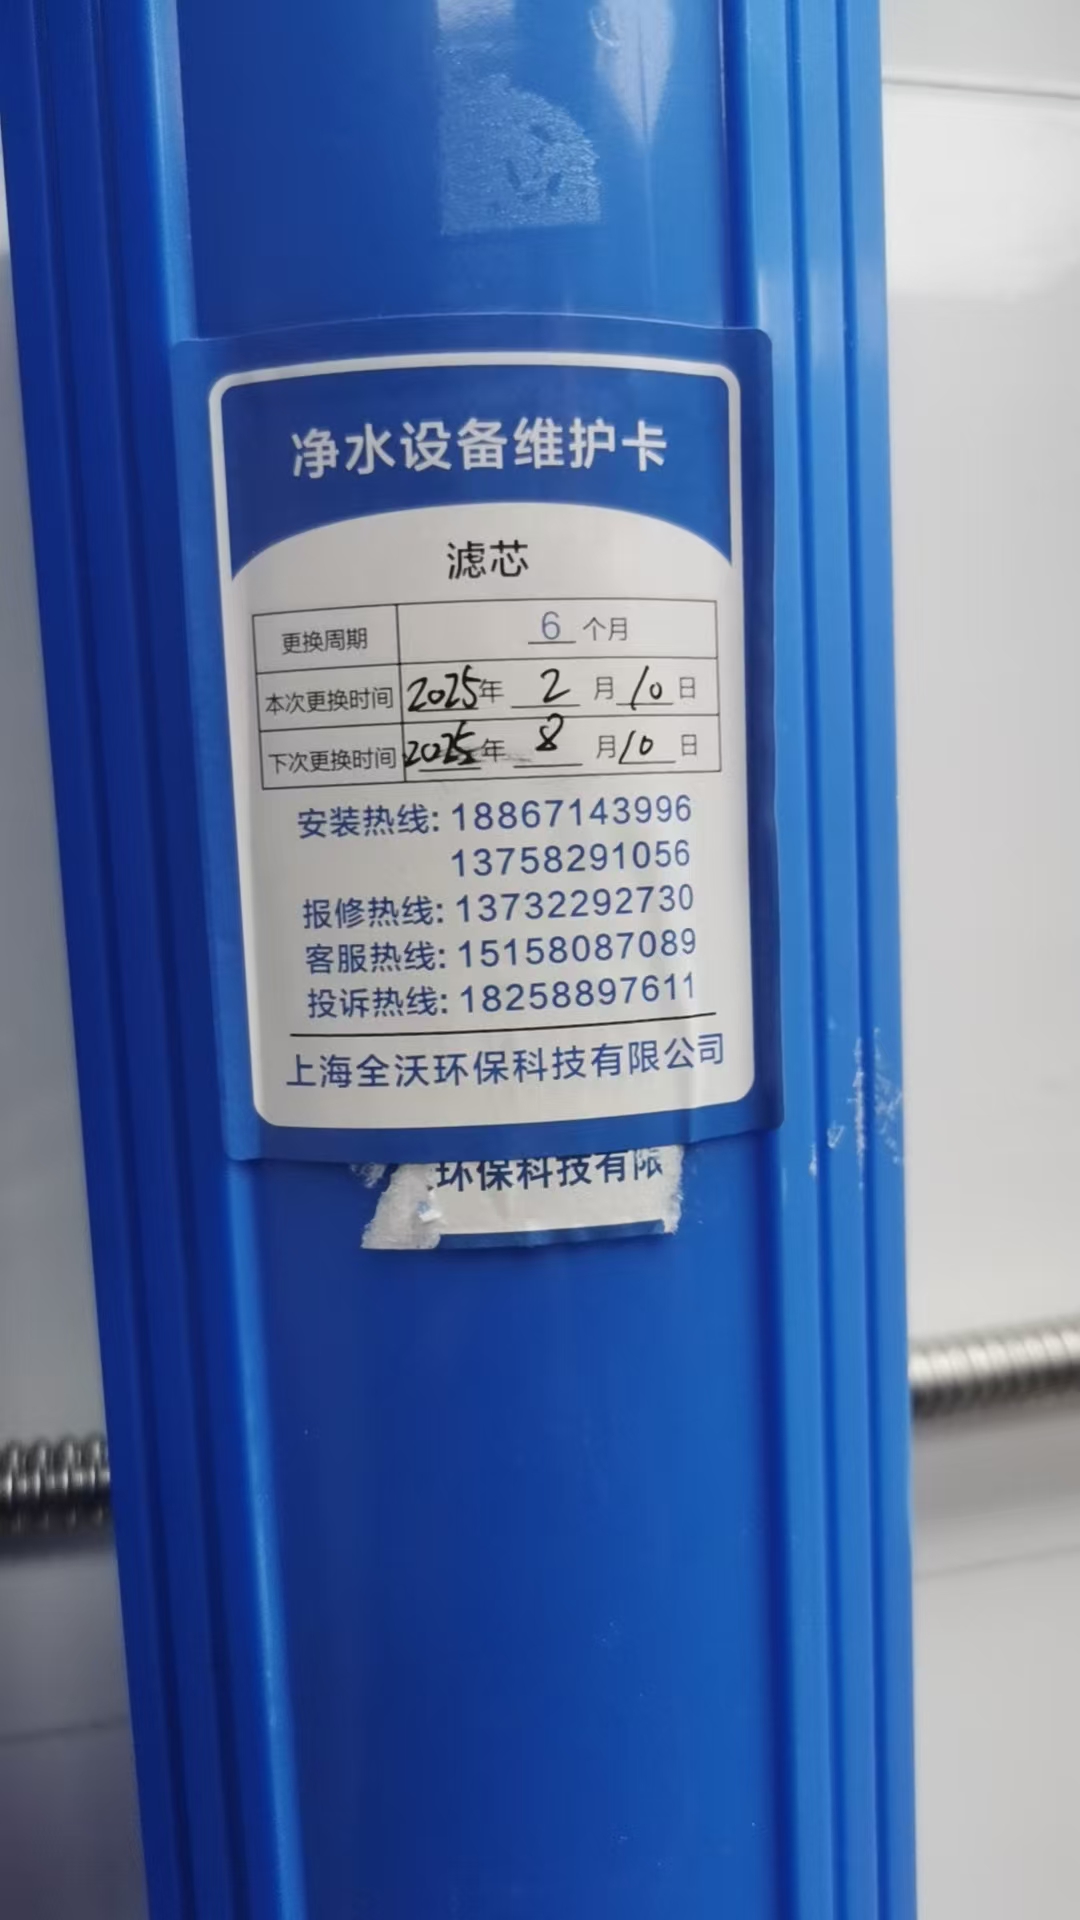 净水设备维护卡
滤芯
更换周期 6 个月
本次更换时间 2025年 2 月 10 日
下次更换时间 2025年 8 月 10 日
安装热线: 18867143996
13758291056
报修热线: 13732292730
客服热线: 15158087089
投诉热线: 18258897611
上海全沃环保科技有限公司
环保科技有限